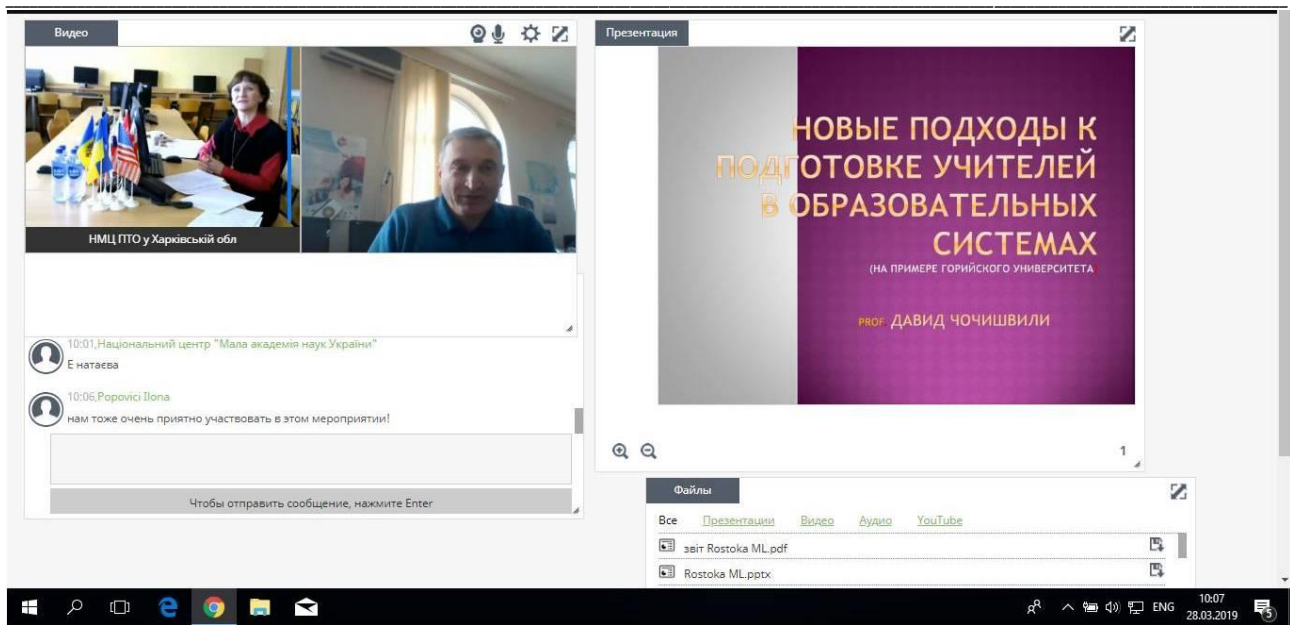 Видео
НМЦ ПТО у Харківській обл
10:01,Національний центр "Мала академія наук України"
Е натаєва
10:06,Popovici Ilona
нам тоже очень приятно участвовать в этом мероприятии!
Чтобы отправить сообщение, нажмите Enter
Презентация
НОВЫЕ ПОДХОДЫ К
ПОДГОТОВКЕ УЧИТЕЛЕЙ
В ОБРАЗОВАТЕЛЬНЫХ
СИСТЕМАХ
(НА ПРИМЕРЕ ГОРИЙСКОГО УНИВЕРСИТЕТА)
PROF. ДАВИД ЧОЧИШВИЛИ
1
Файлы
Все Презентации Видео Аудио YouTube
звіт Rostoka ML.pdf
Rostoka ML.pptx
ENG
10:07
28.03.2019
5